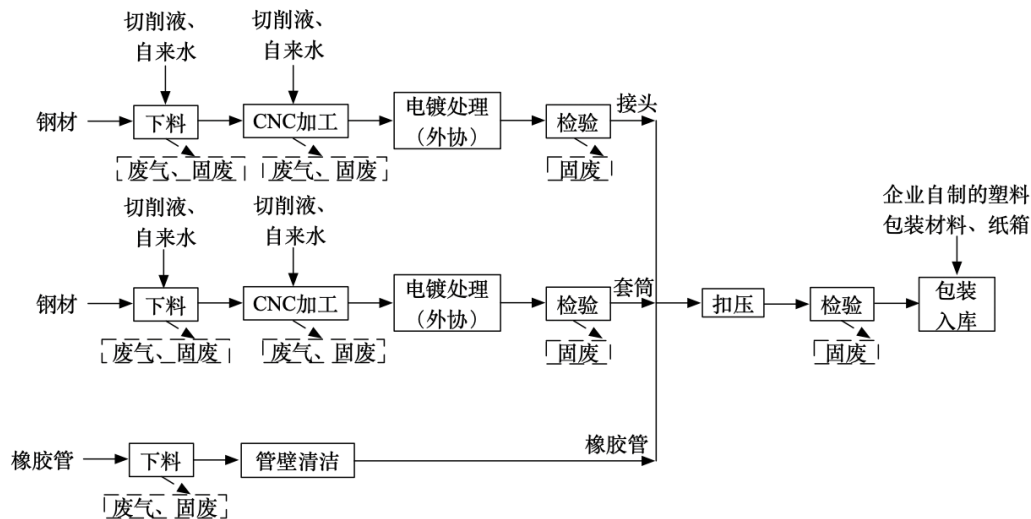 切削液、
自来水
切削液、
自来水
钢材
下料
CNC加工
电镀处理
（外协）
检验
接头
废气、固废
废气、固废
固废
切削液、
自来水
切削液、
自来水
企业自制的塑料
包装材料、纸箱
钢材
下料
CNC加工
电镀处理
（外协）
检验
套筒
扣压
检验
包装
入库
废气、固废
废气、固废
固废
固废
橡胶管
下料
管壁清洁
橡胶管
废气、固废